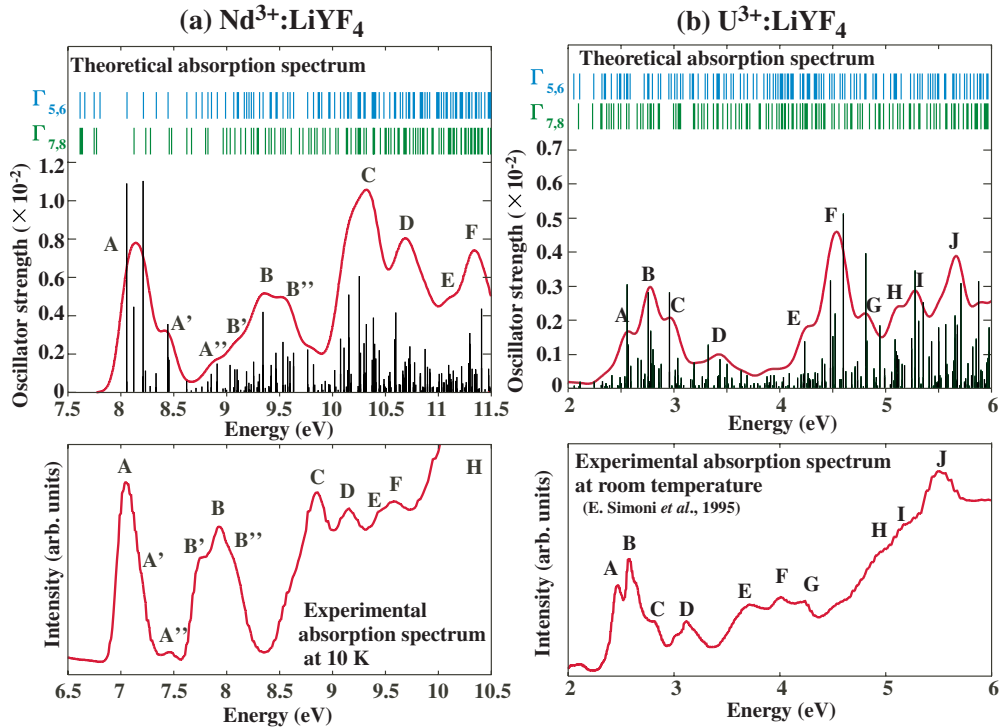 (a) Nd3+:LiYF4
Theoretical absorption spectrum
Γ5,6
Γ7,8
Oscillator strength (×10-2)
1.2
1.0
0.8
0.6
0.4
0.2
0
A
A’
A’’
B’
B
B’’
C
D
E
F
7.5 8 8.5 9 9.5 10 10.5 11 11.5
Energy (eV)
Intensity (arb. units)
A
A’
A’’
B’
B
B’’
C
D
E
F
H
Experimental
absorption spectrum
at 10 K
6.5 7 7.5 8 8.5 9 9.5 10 10.5
Energy (eV)
(b) U3+:LiYF4
Theoretical absorption spectrum
Γ5,6
Γ7,8
Oscillator strength (×10-2)
0.7
0.6
0.5
0.4
0.3
0.2
0.1
0
A
B
C
D
E
F
G
H
I
J
2 3 4 5 6
Energy (eV)
Experimental absorption spectrum
at room temperature
(E. Simoni et al., 1995)
Intensity (arb. units)
A
B
C
D
E
F
G
H
I
J
2 3 4 5 6
Energy (eV)